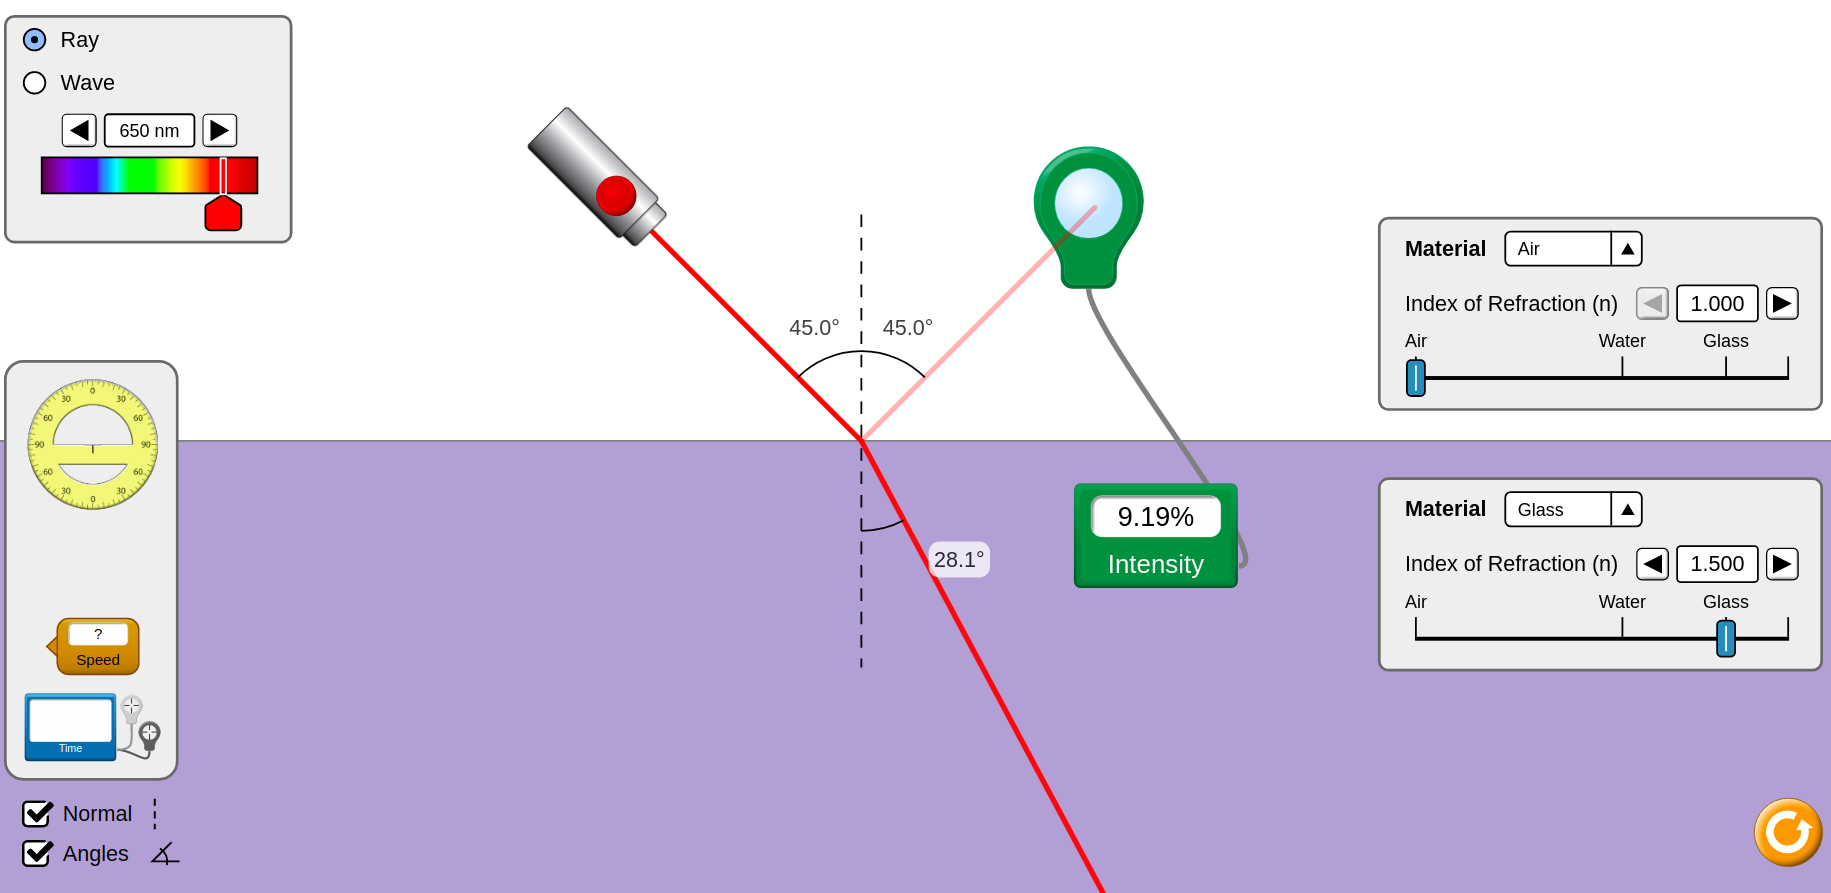 Ray
Wave
650 nm
45.0° 45.0°
Material Air
Index of Refraction (n) 1.000
Air Water Glass
0
30 30
60 60
90 90
60 60
30 30
0
9.19%
Intensity
28.1°
Material Glass
Index of Refraction (n) 1.500
Air Water Glass
?
Speed
Time
Normal
Angles